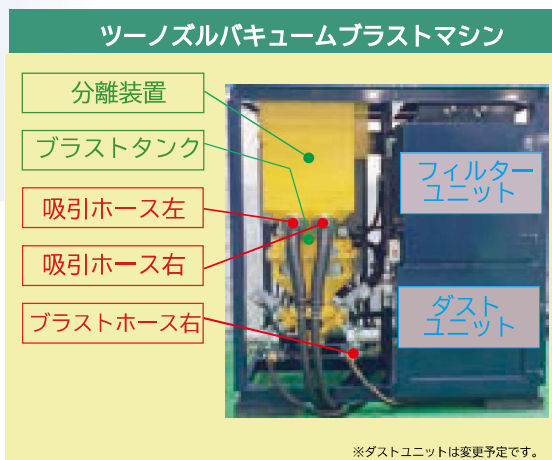 ツーノズルバキュームブラストマシン
分離装置
ブラストタンク
吸引ホース左
吸引ホース右
ブラストホース右
フィルター
ユニット
ダスト
ユニット
※ダストユニットは変更予定です。